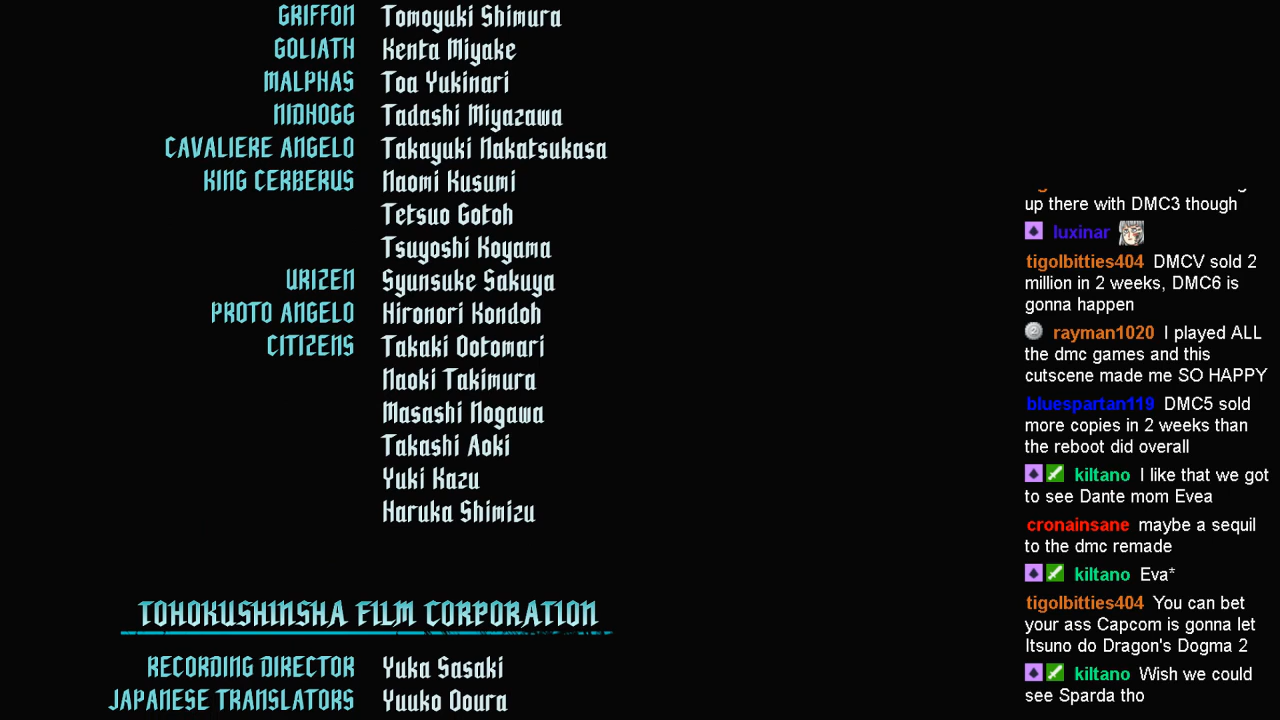 GRIFFON Tomoyuki Shimura
GOLIATH Kenta Miyake
MALPHAS Toa Yukinari
NIDHOGG Tadashi Miyazawa
CAVALIERE ANGELO Takayuki Nakatsukasa
KING CERBERUS Naomi Kusumi
Tetsuo Gotoh
Tsuyoshi Koyama
URIZEN Syunsuke Sakuya
PROTO ANGELO Hironori Kondoh
CITIZENS Takaki Ootomari
Naoki Takimura
Masashi Nogawa
Takashi Aoki
Yuki Kazu
Haruka Shimizu
TOHOKUSHINSHA FILM CORPORATION
RECORDING DIRECTOR Yuka Sasaki
JAPANESE TRANSLATORS Yuuko Ooura
up there with DMC3 though
luxinar
tigolbitties404 DMCV sold 2
million in 2 weeks, DMC6 is
gonna happen
rayman1020 I played ALL
the dmc games and this
cutscene made me SO HAPPY
bluespartan119 DMC5 sold
more copies in 2 weeks than
the reboot did overall
kiltano I like that we got
to see Dante mom Evea
cronainsane maybe a sequil
to the dmc remade
kiltano Eva*
tigolbitties404 You can bet
your ass Capcom is gonna let
Itsuno do Dragon's Dogma 2
kiltano Wish we could
see Sparda tho